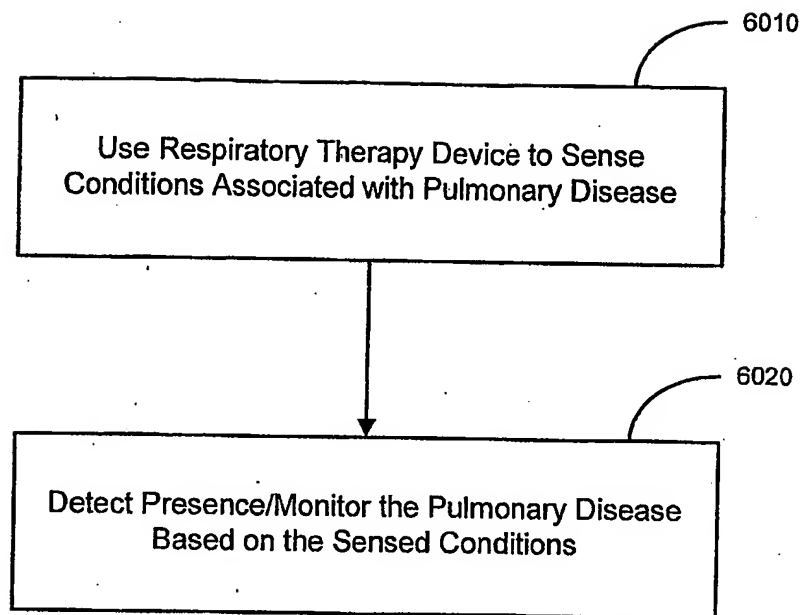 6010
Use Respiratory Therapy Device to Sense
Conditions Associated with Pulmonary Disease
6020
Detect Presence/Monitor the Pulmonary Disease
Based on the Sensed Conditions